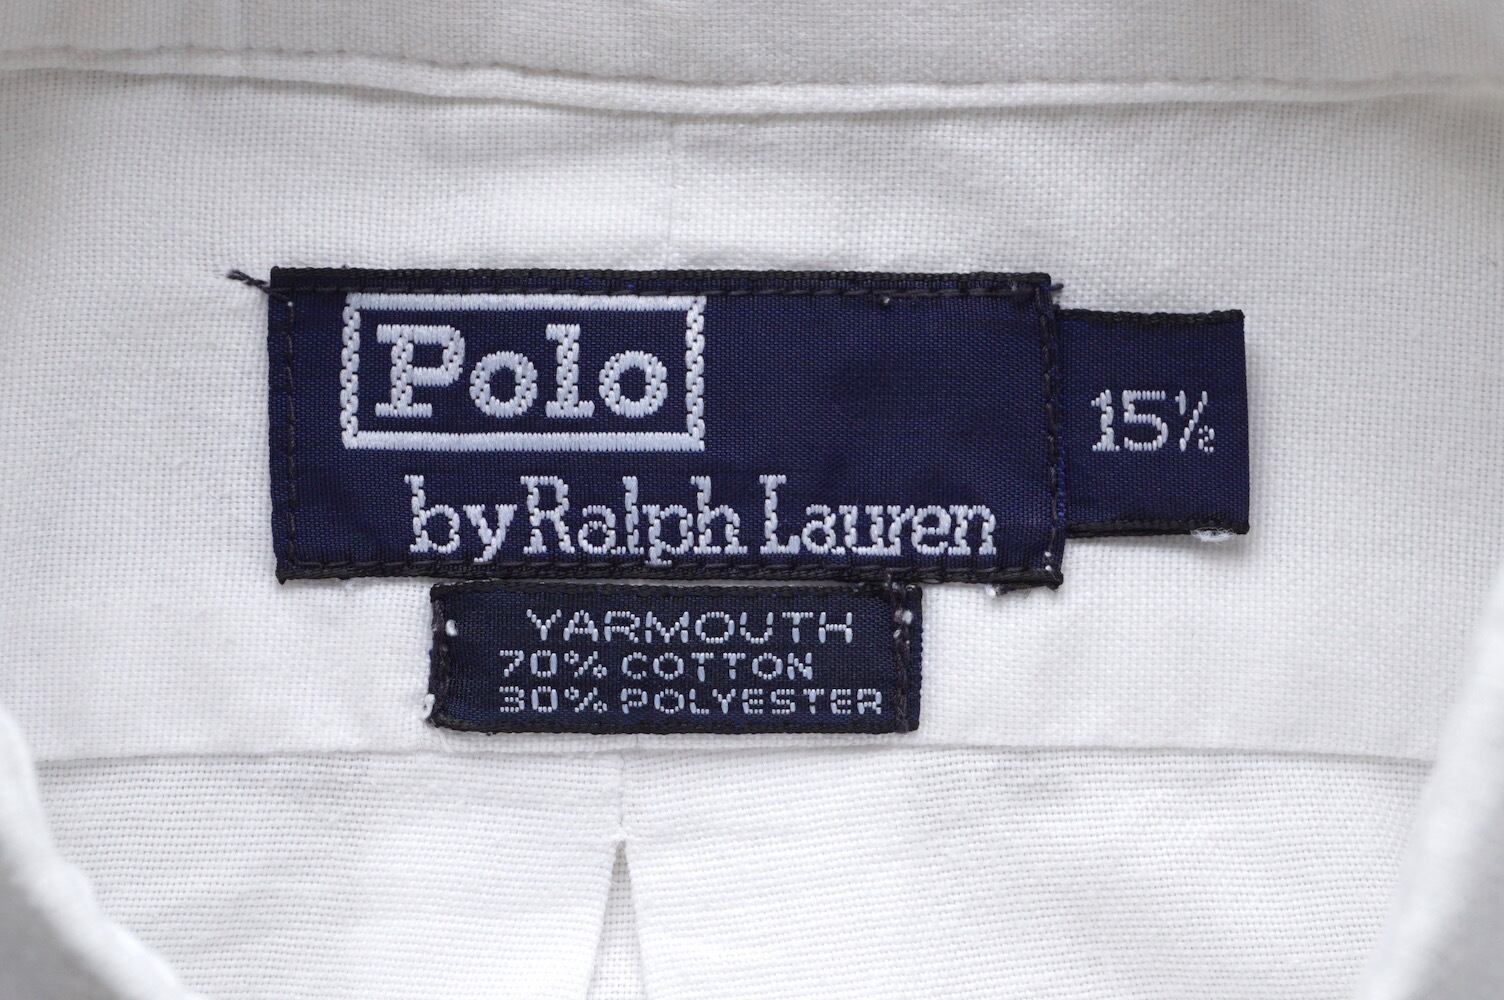 Polo
by Ralph Lauren
15½
YARMOUTH
70% COTTON
30% POLYESTER